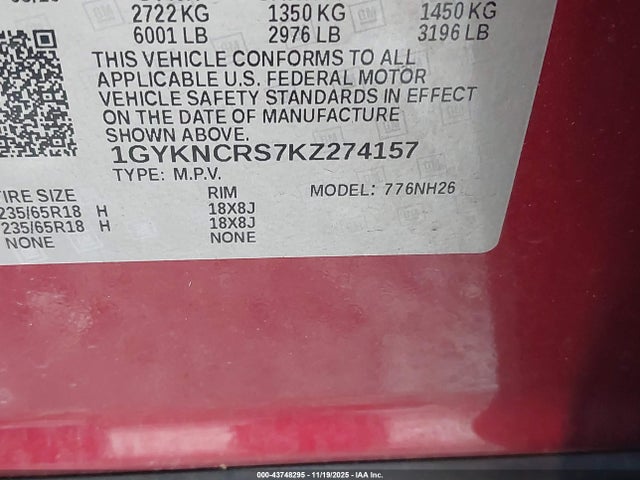 2722 KG 1350 KG 1450 KG
6001 LB 2976 LB 3196 LB
THIS VEHICLE CONFORMS TO ALL
APPLICABLE U.S. FEDERAL MOTOR
VEHICLE SAFETY STANDARDS IN EFFECT
ON THE DATE OF MANUFACTURE
SHOWN ABOVE.
1GYKNCRS7KZ274157
TYPE: M.P.V. MODEL: 776NH26
TIRE SIZE RIM
235/65R18 H 18X8J
235/65R18 H 18X8J
NONE NONE
000-43748295 - 11/19/2025 - IAA Inc.